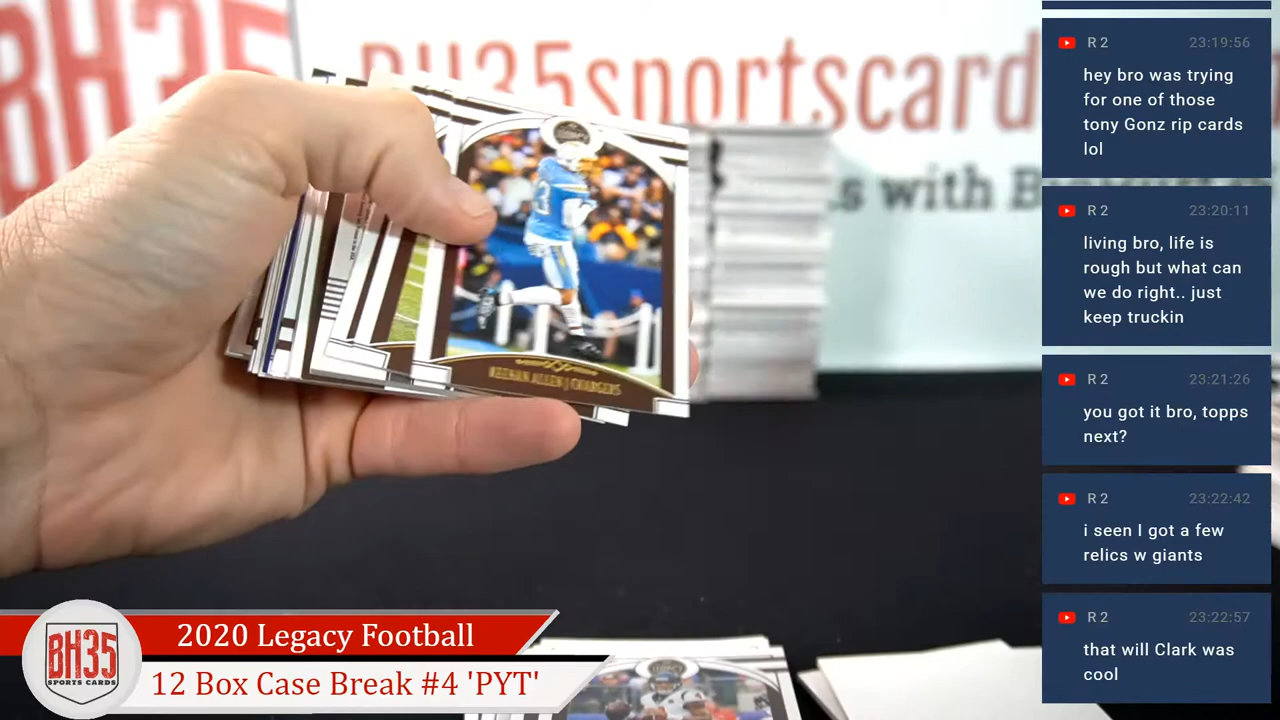 BH35
BH35sportscard
s with B
KEENAN ALLEN | CHARGERS
2020 Legacy Football
12 Box Case Break #4 'PYT'
BH35
SPORTS CARDS
R 2 23:19:56
hey bro was trying
for one of those
tony Gonz rip cards
lol
R 2 23:20:11
living bro, life is
rough but what can
we do right.. just
keep truckin
R 2 23:21:26
you got it bro, topps
next?
R 2 23:22:42
i seen I got a few
relics w giants
R 2 23:22:57
that will Clark was
cool